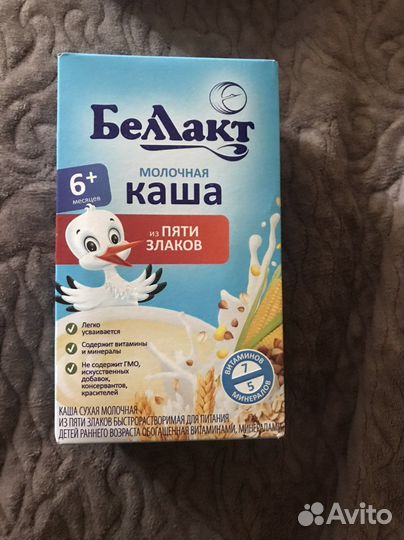 Беллакт
МОЛОЧНАЯ
каша
6+
месяцев
из ПЯТИ
ЗЛАКОВ
Легко
усваивается
Содержит витамины
и минералы
Не содержит ГМО,
искусственных
добавок,
консервантов,
красителей
ВИТАМИНОВ
7
5
МИНЕРАЛОВ
КАША СУХАЯ МОЛОЧНАЯ
ИЗ ПЯТИ ЗЛАКОВ БЫСТРОРАСТВОРИМАЯ ДЛЯ ПИТАНИЯ
ДЕТЕЙ РАННЕГО ВОЗРАСТА ОБОГАЩЕННАЯ ВИТАМИНАМИ, МИНЕРАЛАМИ
Avito